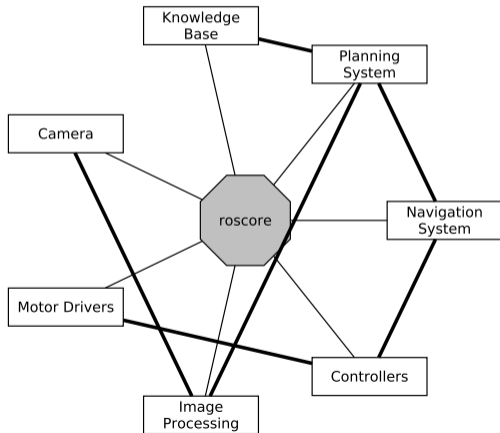 Knowledge
Base
Planning
System
Camera
roscore
Navigation
System
Motor Drivers
Controllers
Image
Processing